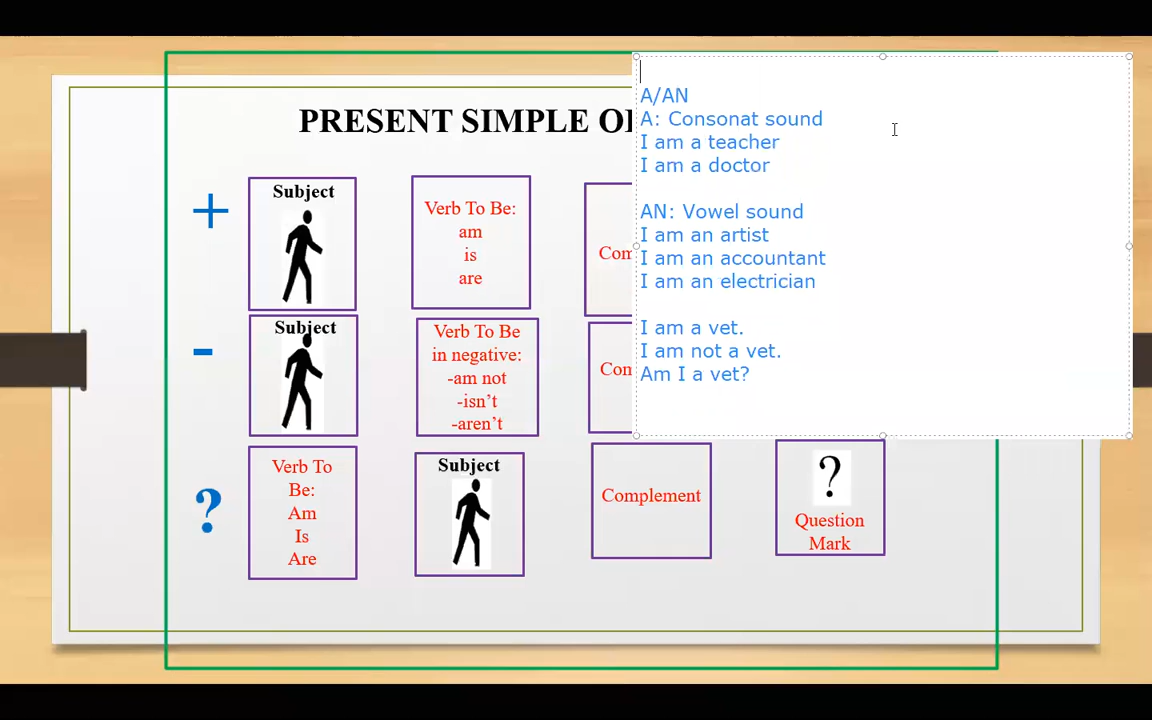 PRESENT SIMPLE
A/AN
A: Consonat sound
I am a teacher
I am a doctor
AN: Vowel sound
I am an artist
I am an accountant
I am an electrician
I am a vet.
I am not a vet.
Am I a vet?
+
Subject
Verb To Be:
am
is
are
-
Subject
Verb To Be
in negative:
-am not
-isn’t
-aren’t
?
Verb To
Be:
Am
Is
Are
Subject
Complement
?
Question
Mark